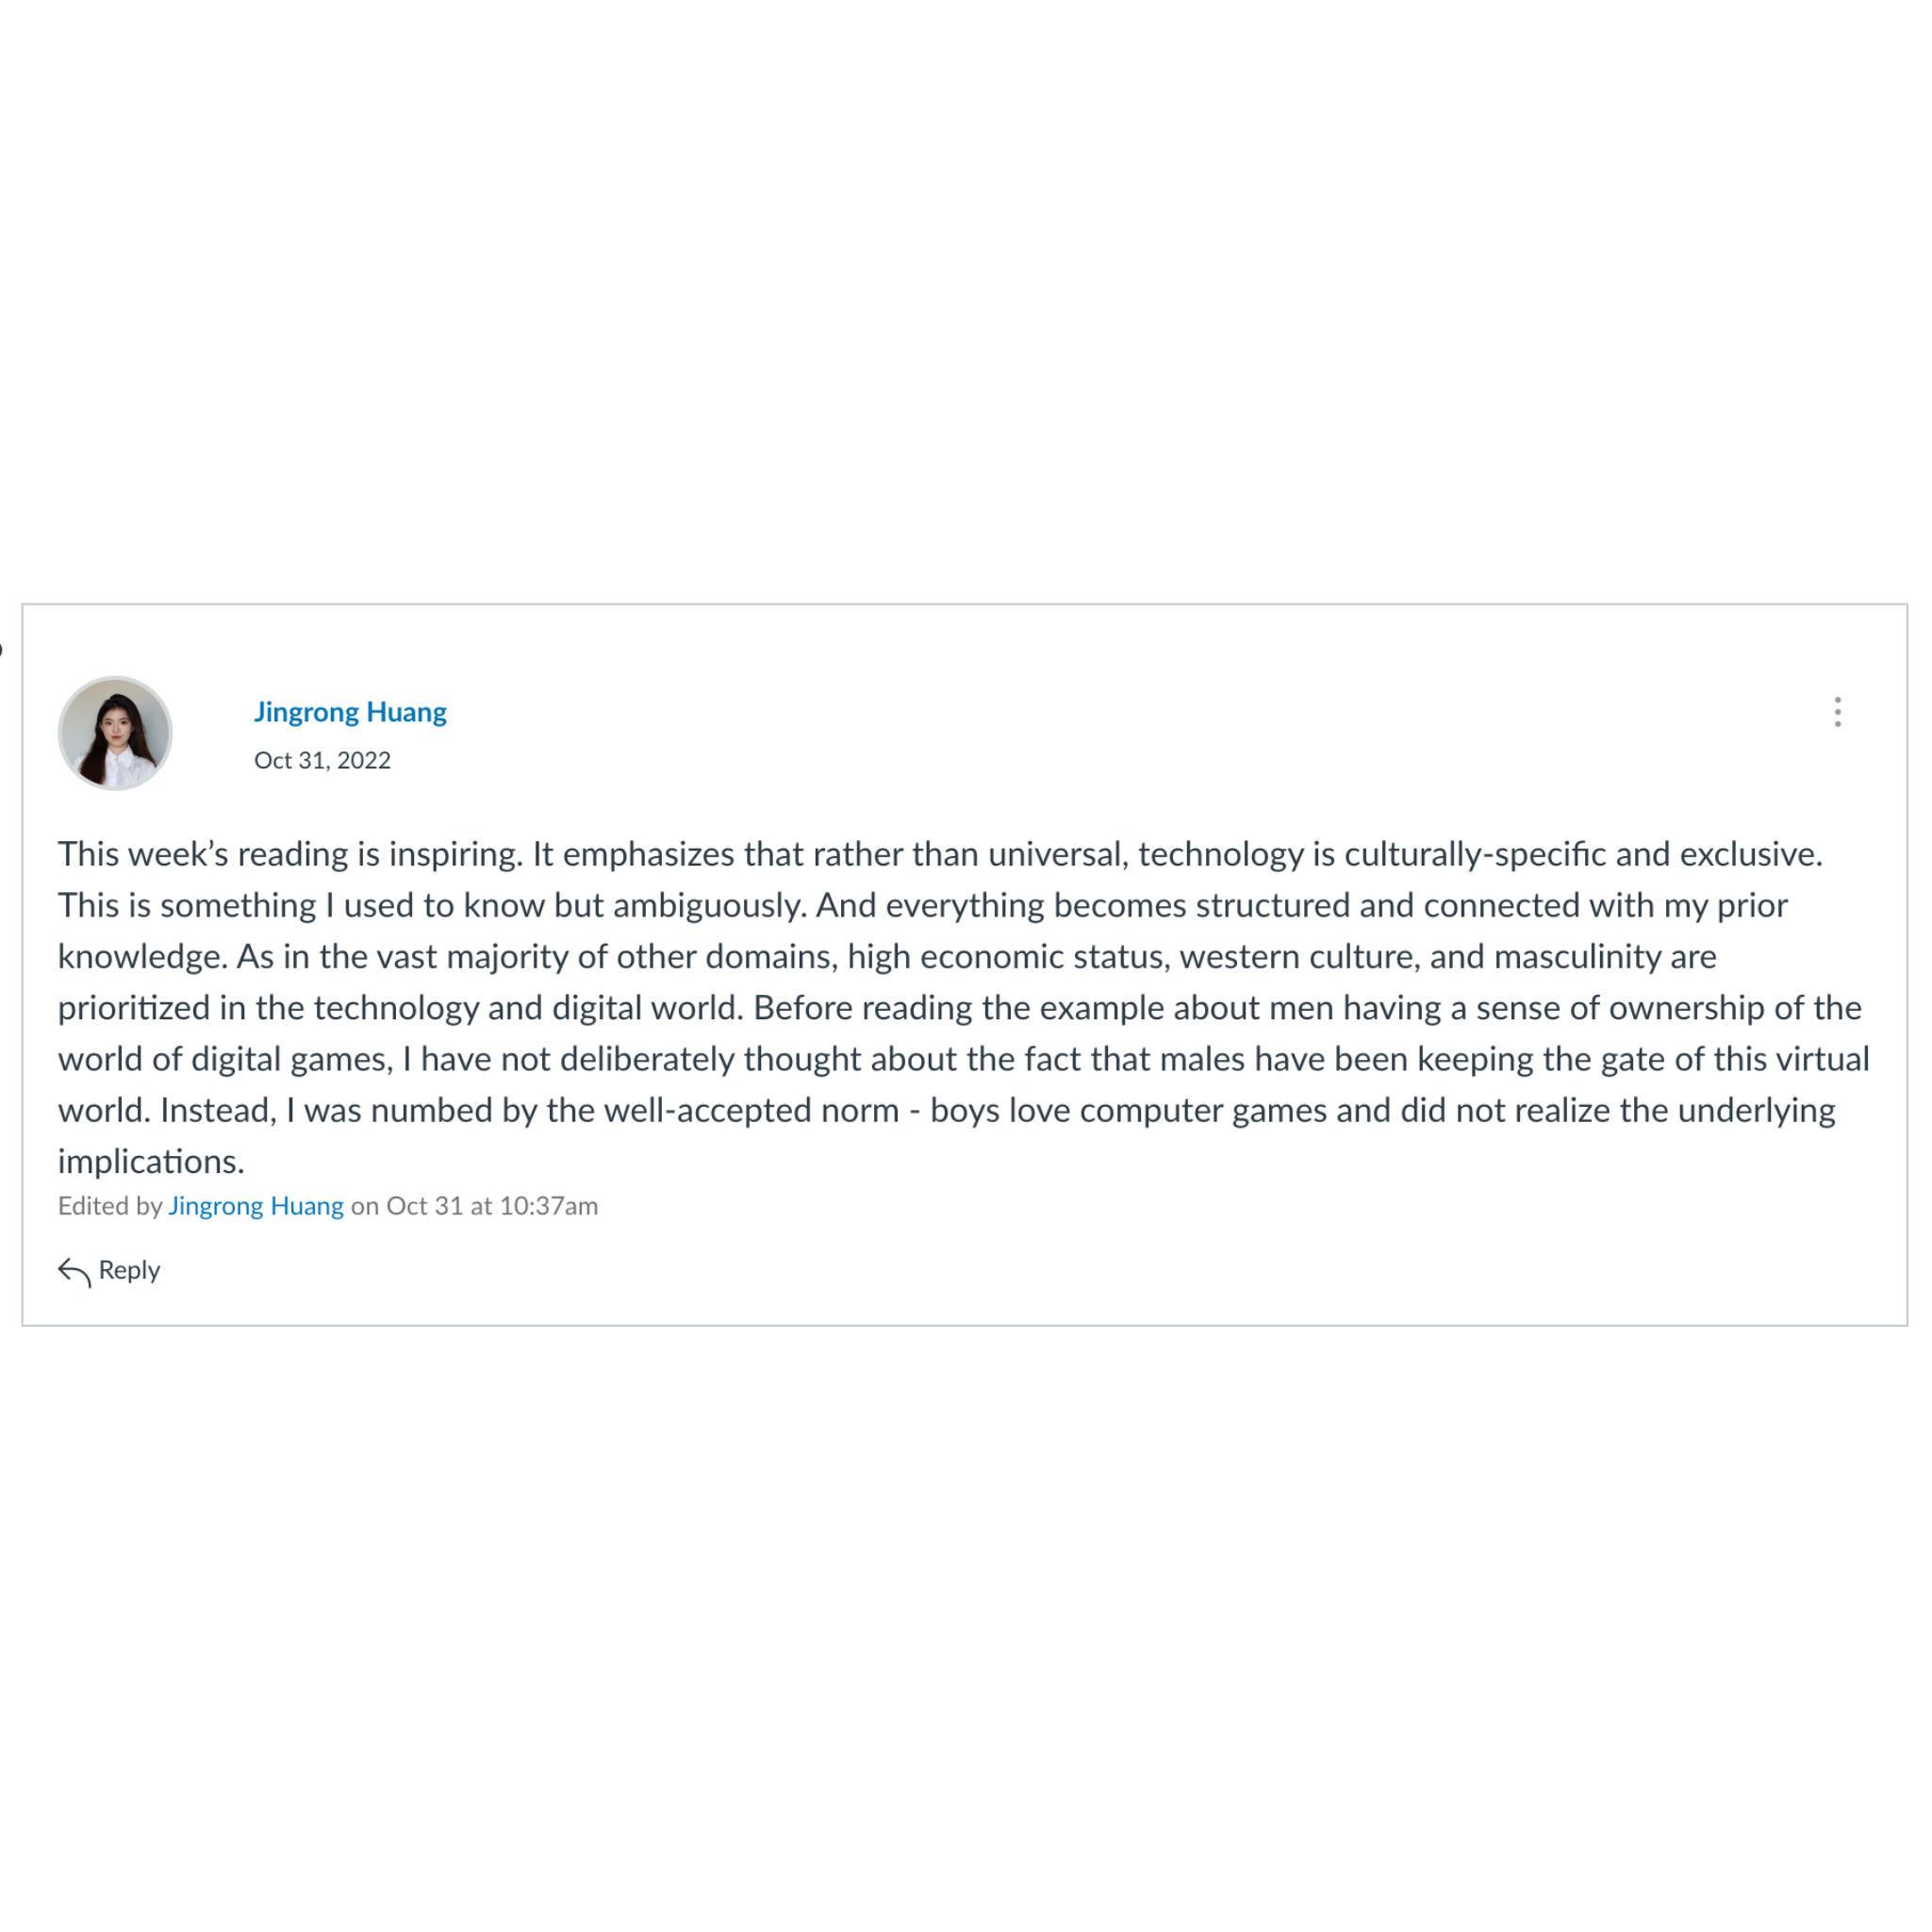 Jingrong Huang
Oct 31, 2022
This week’s reading is inspiring. It emphasizes that rather than universal, technology is culturally-specific and exclusive.
This is something I used to know but ambiguously. And everything becomes structured and connected with my prior
knowledge. As in the vast majority of other domains, high economic status, western culture, and masculinity are
prioritized in the technology and digital world. Before reading the example about men having a sense of ownership of the
world of digital games, I have not deliberately thought about the fact that males have been keeping the gate of this virtual
world. Instead, I was numbed by the well-accepted norm - boys love computer games and did not realize the underlying
implications.
Edited by Jingrong Huang on Oct 31 at 10:37am
Reply